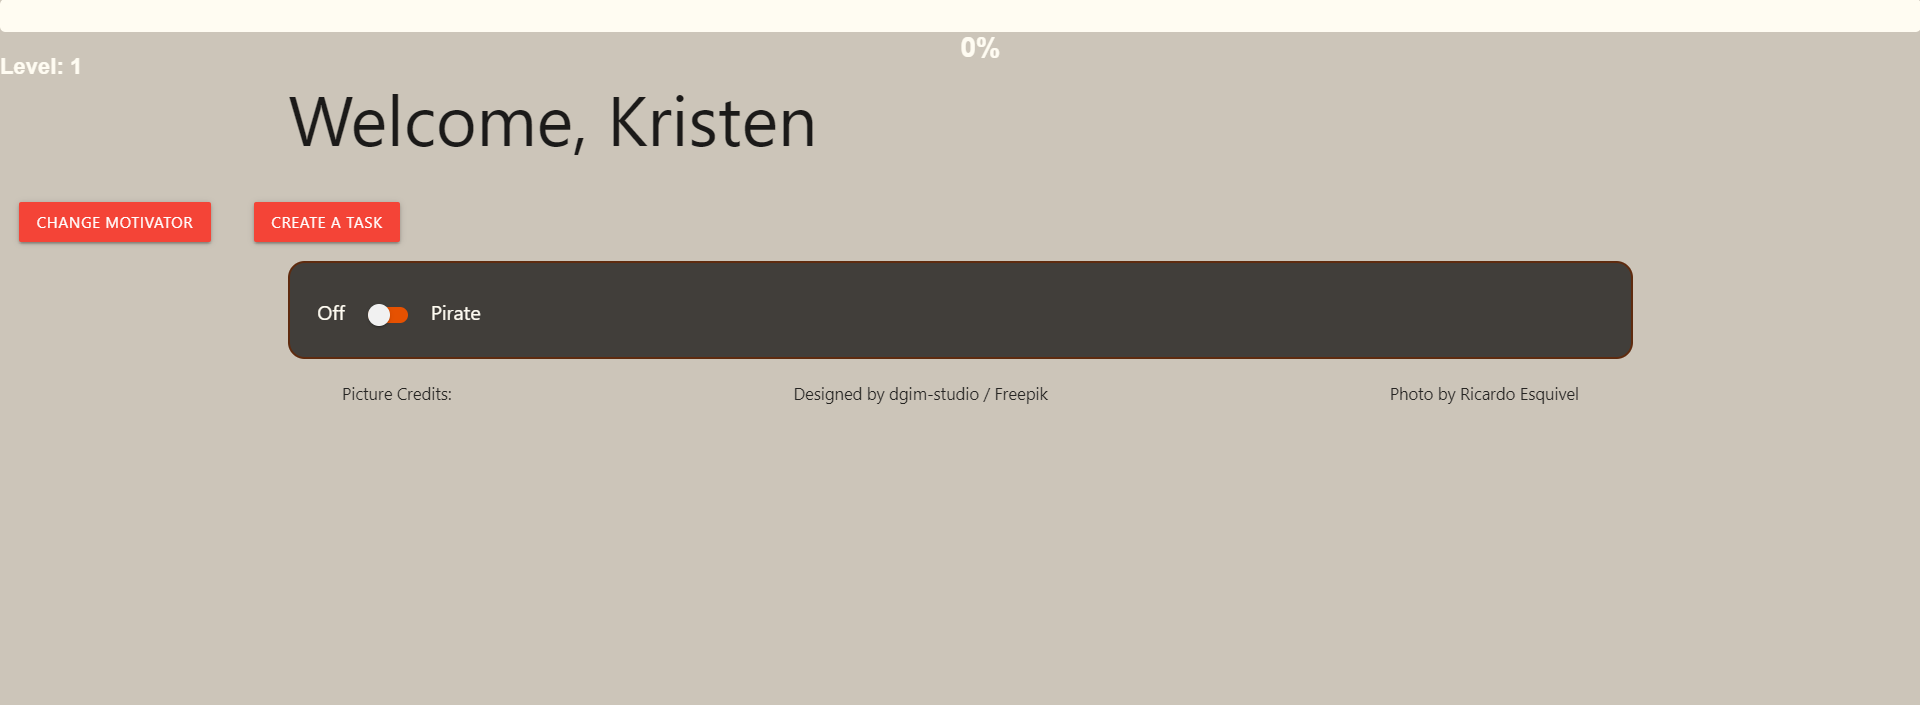 0%
Level: 1
Welcome, Kristen
CHANGE MOTIVATOR CREATE A TASK
Off Pirate
Picture Credits: Designed by dgim-studio / Freepik Photo by Ricardo Esquivel